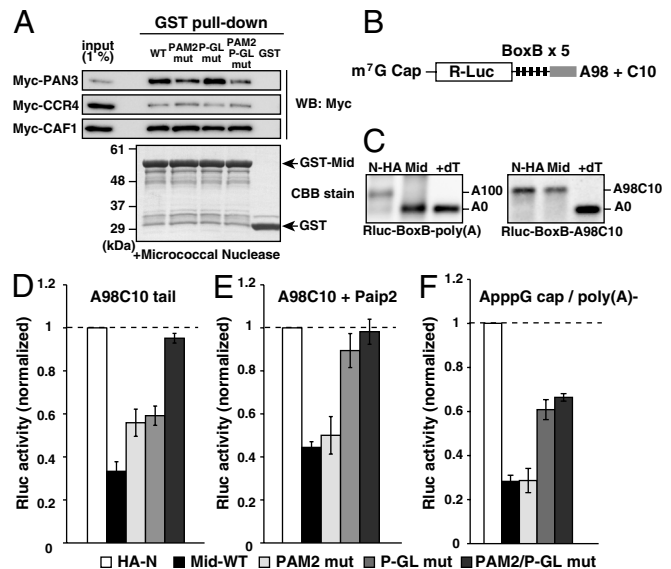 A
GST pull-down
input
(1 %)
WT
PAM2
mut
P-GL
mut
PAM2
P-GL
mut
GST
Myc-PAN3
Myc-CCR4
Myc-CAF1
WB: Myc
61
48
37
29
(kDa)
GST-Mid
CBB stain
GST
+Micrococcal Nuclease
B
BoxB x 5
m7G Cap
R-Luc
A98 + C10
C
N-HA Mid +dT
A100
A0
Rluc-BoxB-poly(A)
N-HA Mid +dT
A98C10
A0
Rluc-BoxB-A98C10
D
A98C10 tail
Rluc activity (normalized)
1.2
1
0.8
0.6
0.4
0.2
0
E
A98C10 + Paip2
Rluc activity (normalized)
1.2
1
0.8
0.6
0.4
0.2
0
F
ApppG cap / poly(A)-
Rluc activity (normalized)
1.2
1
0.8
0.6
0.4
0.2
0
HA-N
Mid-WT
PAM2 mut
P-GL mut
PAM2/P-GL mut